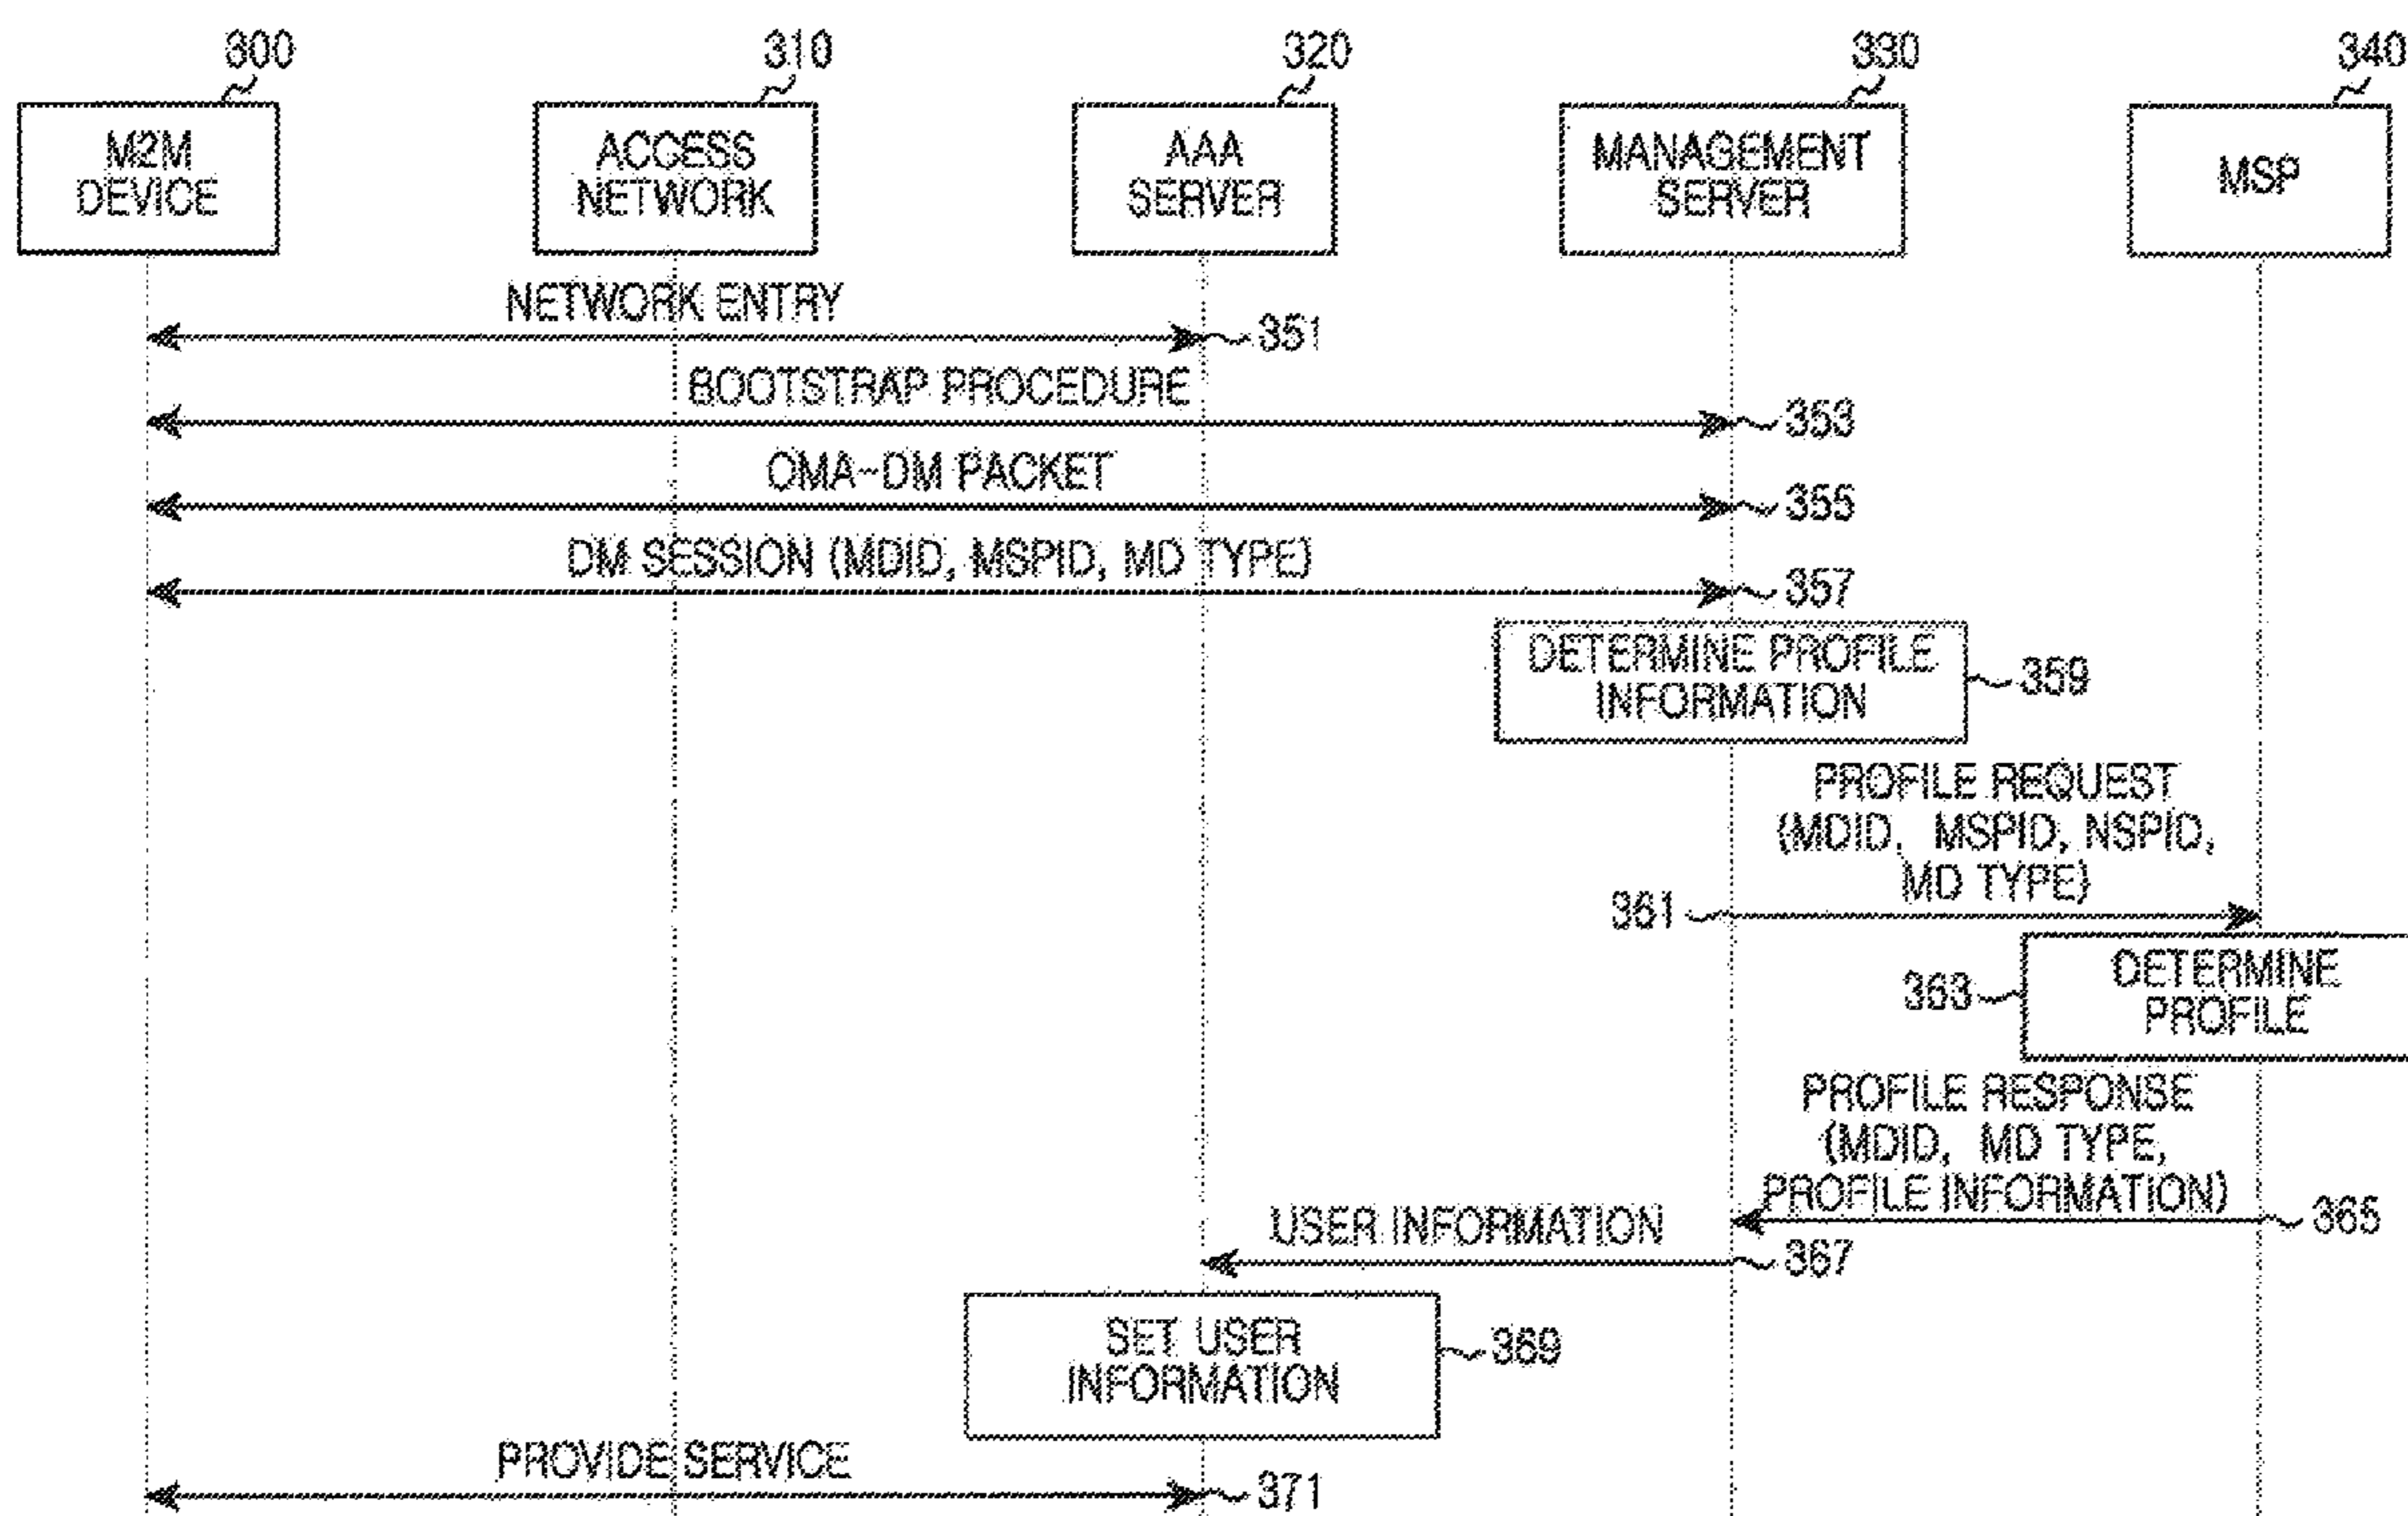 300
310
320
330
340
M2M
DEVICE
ACCESS
NETWORK
AAA
SERVER
MANAGEMENT
SERVER
MSP
NETWORK ENTRY
351
BOOTSTRAP PROCEDURE
353
OMA-DM PACKET
355
DM SESSION (MDID, MSPID, MD TYPE)
357
DETERMINE PROFILE
INFORMATION
359
PROFILE REQUEST
(MDID, MSPID, NSPID,
MD TYPE)
361
DETERMINE
PROFILE
363
PROFILE RESPONSE
(MDID, MD TYPE,
PROFILE INFORMATION)
365
USER INFORMATION
367
SET USER
INFORMATION
369
PROVIDE SERVICE
371